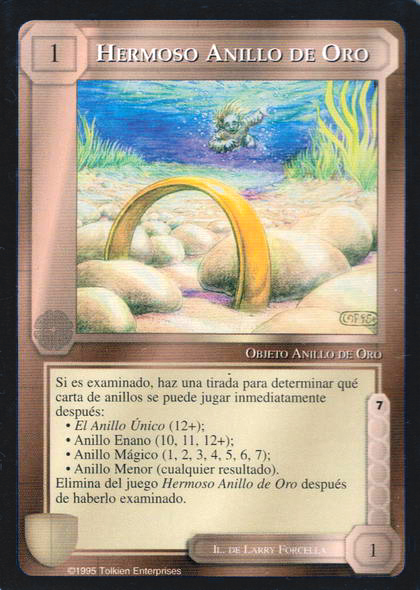 1
HERMOSO ANILLO DE ORO
OBJETO ANILLO DE ORO
Si es examinado, haz una tirada para determinar qué
carta de anillos se puede jugar inmediatamente
después:
• El Anillo Único (12+);
• Anillo Enano (10, 11, 12+);
• Anillo Mágico (1, 2, 3, 4, 5, 6, 7);
• Anillo Menor (cualquier resultado).
Elimina del juego Hermoso Anillo de Oro después
de haberlo examinado.
7
IL. DE LARRY FORCELLA
1
©1995 Tolkien Enterprises